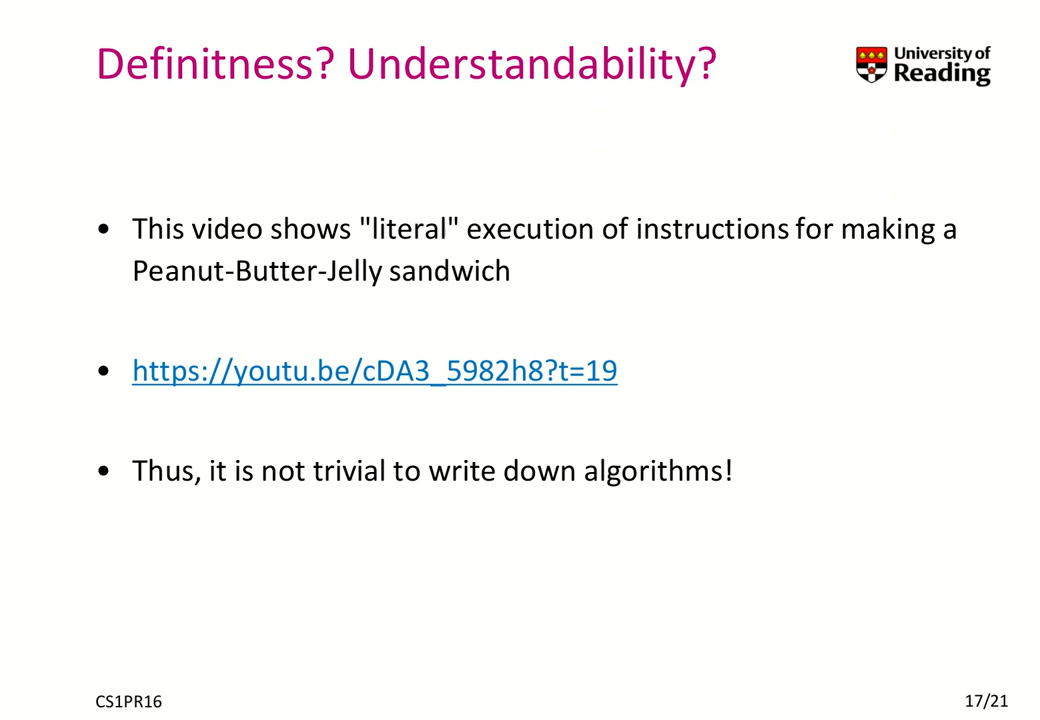 Definitness? Understandability?
University of
Reading
• This video shows "literal" execution of instructions for making a
Peanut-Butter-Jelly sandwich
• https://youtu.be/cDA3_5982h8?t=19
• Thus, it is not trivial to write down algorithms!
CS1PR16
17/21